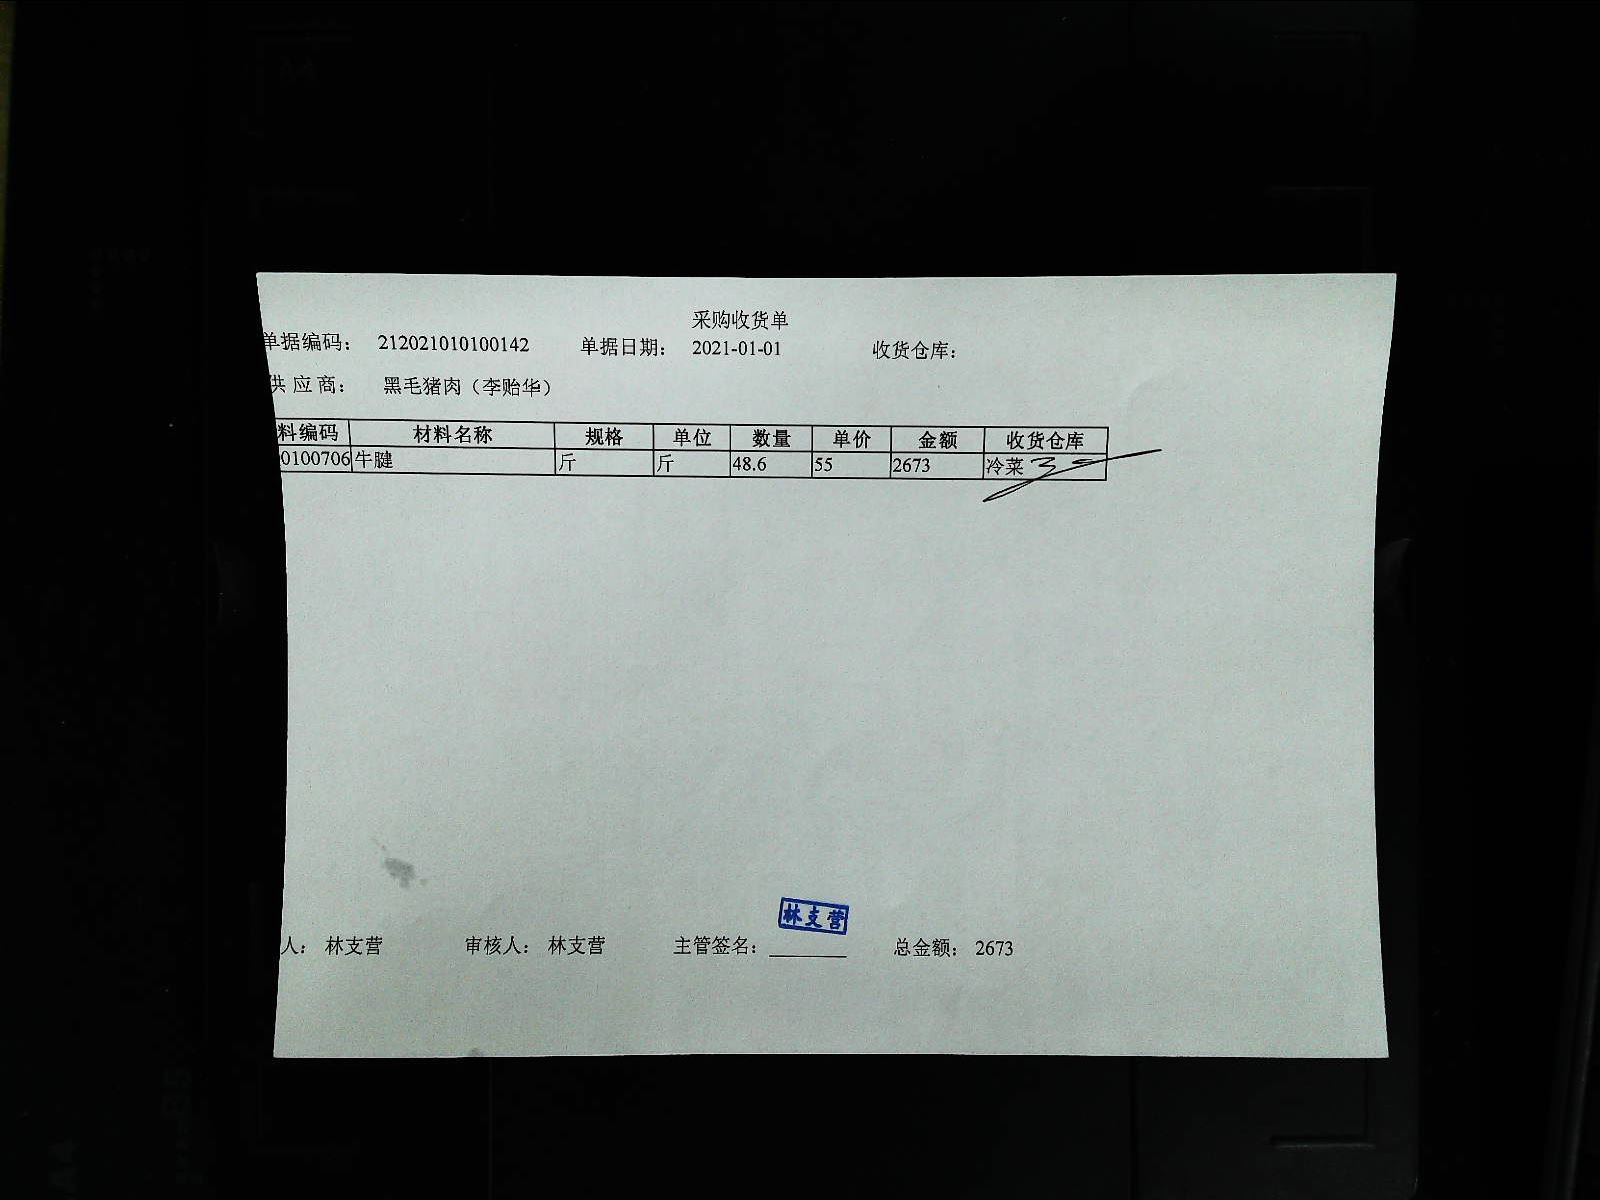 采购收货单
单据编码： 212021010100142 单据日期： 2021-01-01 收货仓库：
供 应 商： 黑毛猪肉（李贻华）
料编码 材料名称 规格 单位 数量 单价 金额 收货仓库
0100706 牛腱 斤 斤 48.6 55 2673 冷菜
林支营
人： 林支营 审核人： 林支营 主管签名： 总金额： 2673